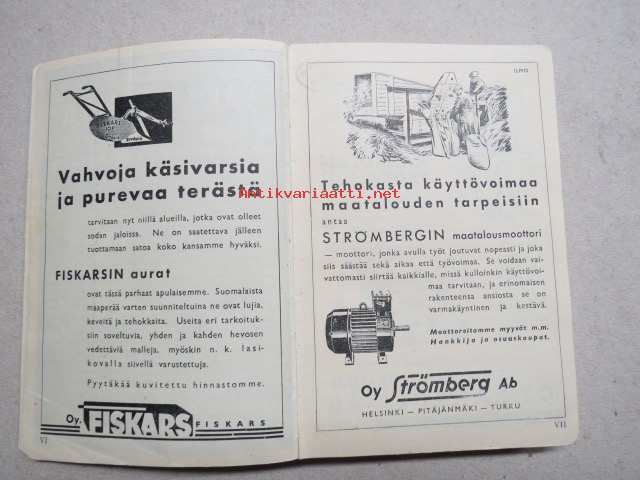 FISKARS
Vahvoja käsivarsia
ja purevaa terästä
tarvitaan nyt niillä alueilla, jotka ovat olleet
sodan jaloissa. Ne on saatettava jälleen
tuottamaan satoa koko kansamme hyväksi.
FISKARSIN aurat
ovat tässä parhaat apulaisemme. Suomalaista
maaperää varten suunniteltuina ne ovat lujia,
keveitä ja tehokkaita. Useita eri tarkoituk-
siin soveltuvia, yhden ja kahden hevosen
vedettäviä malleja, myöskin n. k. lasi-
kovalla siivellä varustettuja.
Pyytäkää kuvitettu hinnastomme.
Oy. FISKARS
FISKARS
VI
ILMO
Tehokasta käyttövoimaa
maatalouden tarpeisiin
antaa
STRÖMBERGIN maatalousmoottori
— moottori, jonka avulla työt joutuvat nopeasti ja joka
siis säästää sekä aikaa että työvoimaa. Se voidaan vai-
vattomasti siirtää kaikkialle, missä kulloinkin käyttövoi-
maa tarvitaan, ja erinomaisen
rakenteensa ansiosta se on
varmakäyntinen ja kestävä.
Moottoreitamme myyvät m.m.
Hankkija ja osuuskaupat.
Oy Strömberg Ab
HELSINKI — PITÄJÄNMÄKI — TURKU
VII
antikvariaatti.net